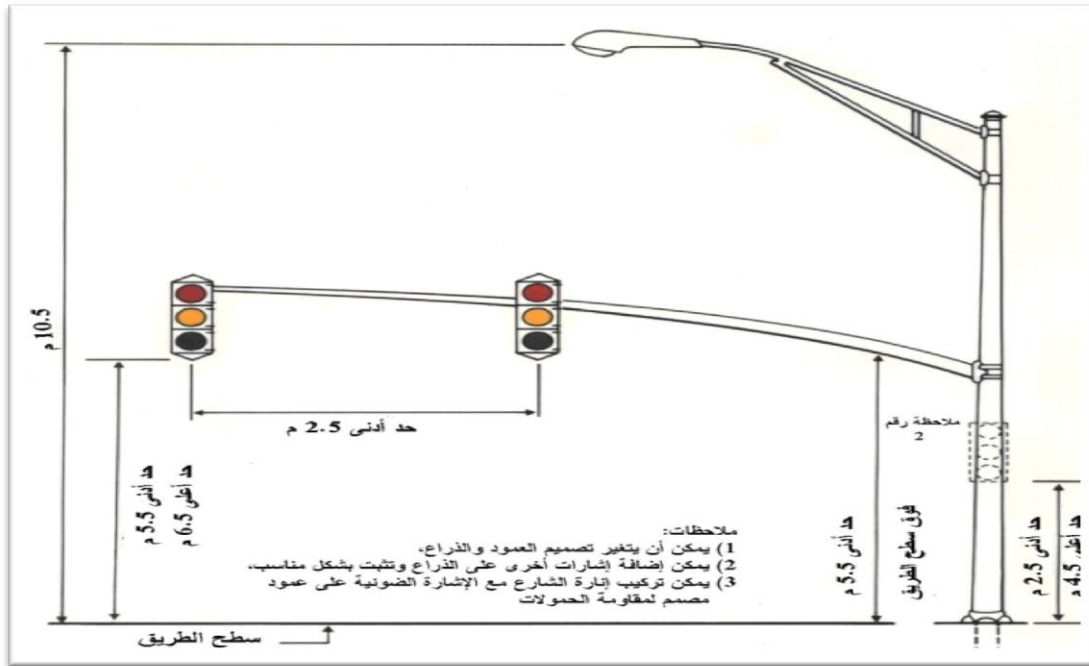 10.5 م
حد أدنى 2.5 م
ملاحظة رقم
2
حد أدنى 5.5 م
حد أعلى 6.5 م
حد أدنى 5.5 م
فوق سطح الطريق
حد أدنى 2.5 م
حد أعلى 4.5 م
ملاحظات:
1) يمكن أن يتغير تصميم العمود والذراع،
2) يمكن إضافة إشارات أخرى على الذراع وتثبت بشكل مناسب،
3) يمكن تركيب إنارة الشارع مع الإشارة الضوئية على عمود
مصمم لمقاومة الحمولات
سطح الطريق